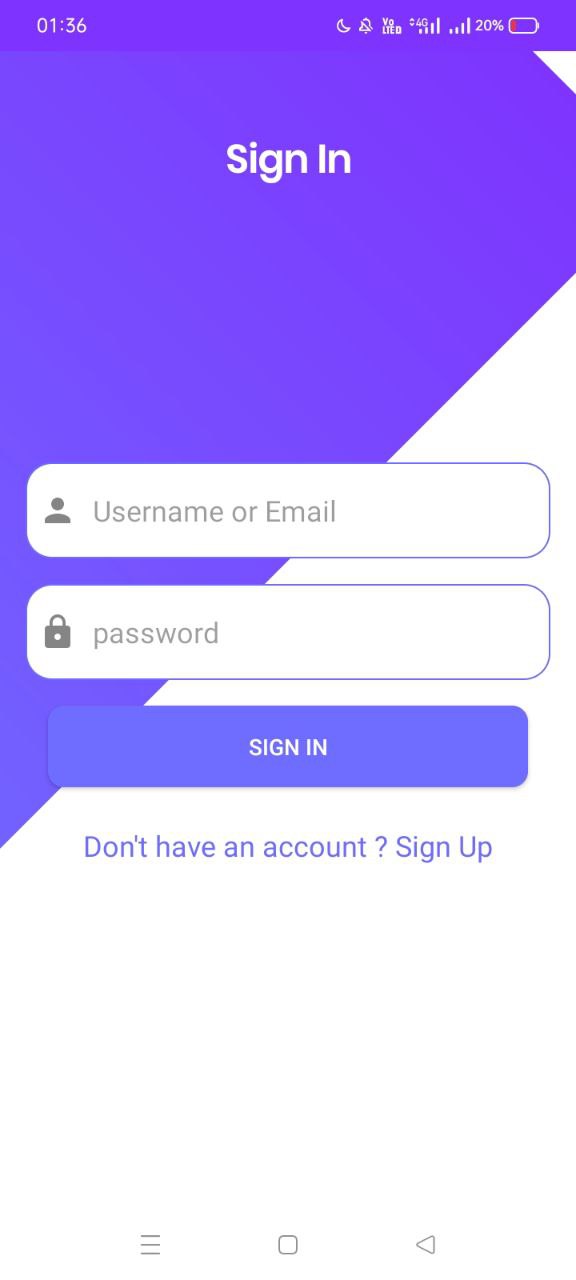 01:36 Vo LTE D 4G 20%
Sign In
Username or Email
password
SIGN IN
Don't have an account ? Sign Up